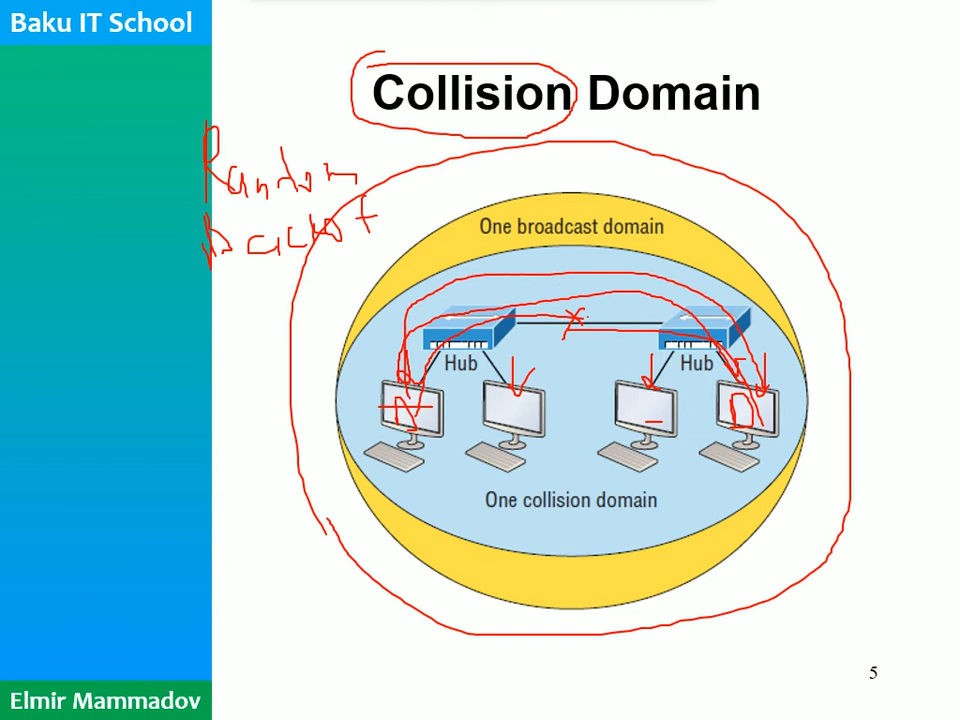 Baku IT School
Collision Domain
Random
One broadcast domain
Hub
Hub
A
D
One collision domain
5
Elmir Mammadov